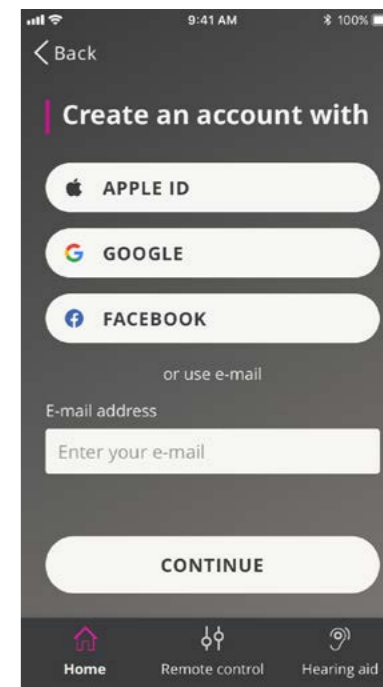 9:41 AM 100%
Back
Create an account with
APPLE ID
GOOGLE
FACEBOOK
or use e-mail
E-mail address
Enter your e-mail
CONTINUE
Home Remote control Hearing aid